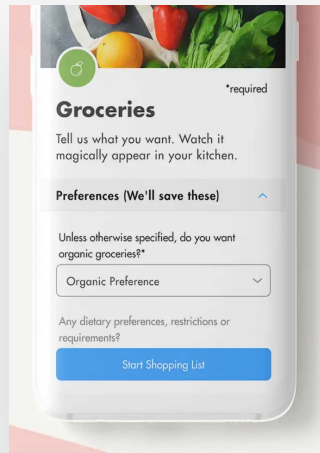 *required
Groceries
Tell us what you want. Watch it
magically appear in your kitchen.
Preferences (We'll save these)
Unless otherwise specified, do you want
organic groceries?*
Organic Preference
Any dietary preferences, restrictions or
requirements?
Start Shopping List